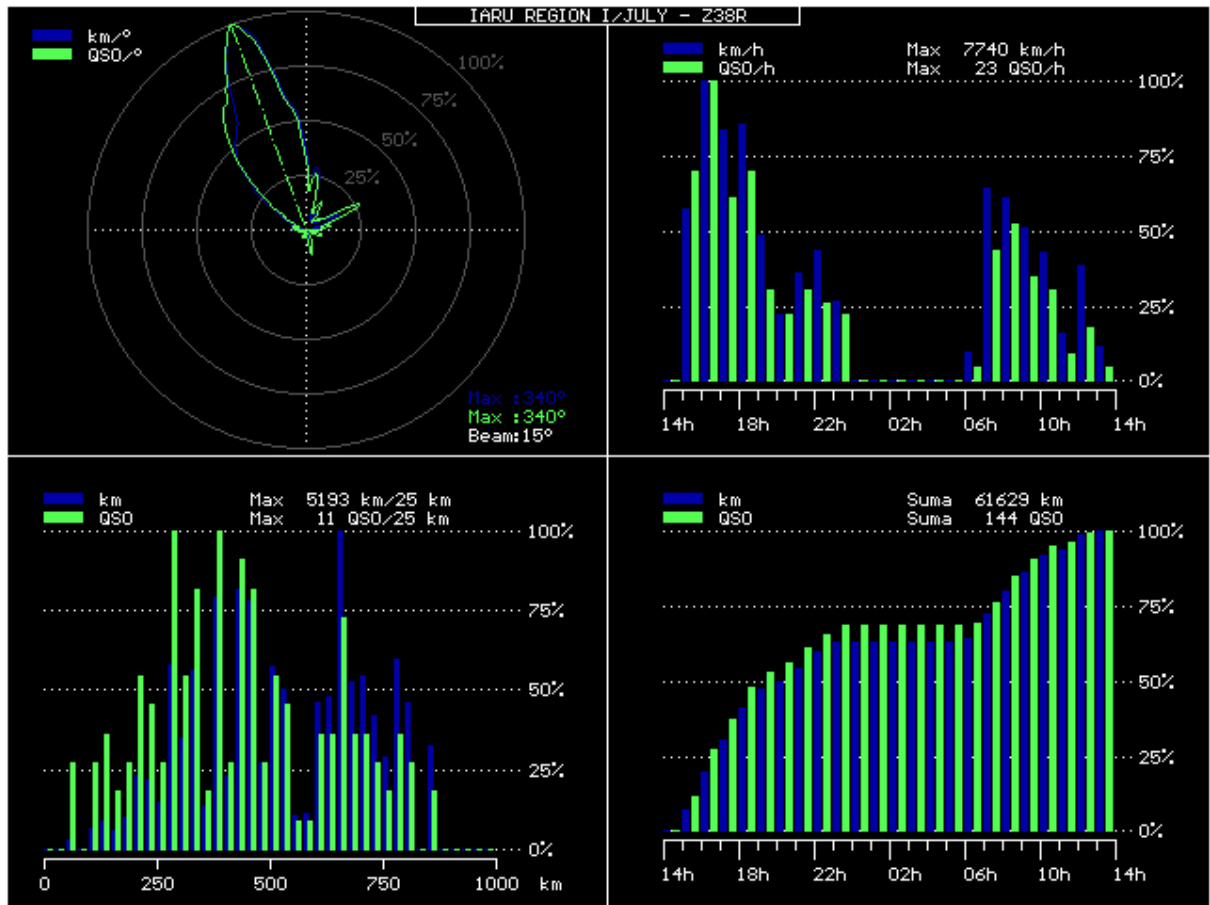 IARU REGION I/JULY - Z38R
km/°
QSO/°
100%
75%
50%
25%
Max :340°
Max :340°
Beam:15°
km/h Max 7740 km/h
QSO/h Max 23 QSO/h
100%
75%
50%
25%
0%
14h 18h 22h 02h 06h 10h 14h
km Max 5193 km/25 km
QSO Max 11 QSO/25 km
100%
75%
50%
25%
0%
0 250 500 750 1000 km
km Suma 61629 km
QSO Suma 144 QSO
100%
75%
50%
25%
0%
14h 18h 22h 02h 06h 10h 14h